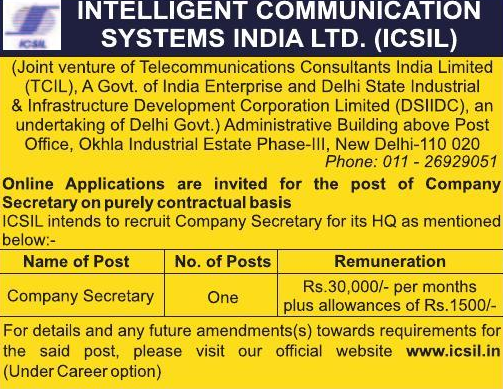 ICSIL
INTELLIGENT COMMUNICATION
SYSTEMS INDIA LTD. (ICSIL)
(Joint venture of Telecommunications Consultants India Limited
(TCIL), A Govt. of India Enterprise and Delhi State Industrial
& Infrastructure Development Corporation Limited (DSIIDC), an
undertaking of Delhi Govt.) Administrative Building above Post
Office, Okhla Industrial Estate Phase-III, New Delhi-110 020
Phone: 011 - 26929051
Online Applications are invited for the post of Company
Secretary on purely contractual basis
ICSIL intends to recruit Company Secretary for its HQ as mentioned
below:-
Name of Post No. of Posts Remuneration
Company Secretary One Rs.30,000/- per months
plus allowances of Rs.1500/-
For details and any future amendments(s) towards requirements for
the said post, please visit our official website www.icsil.in
(Under Career option)